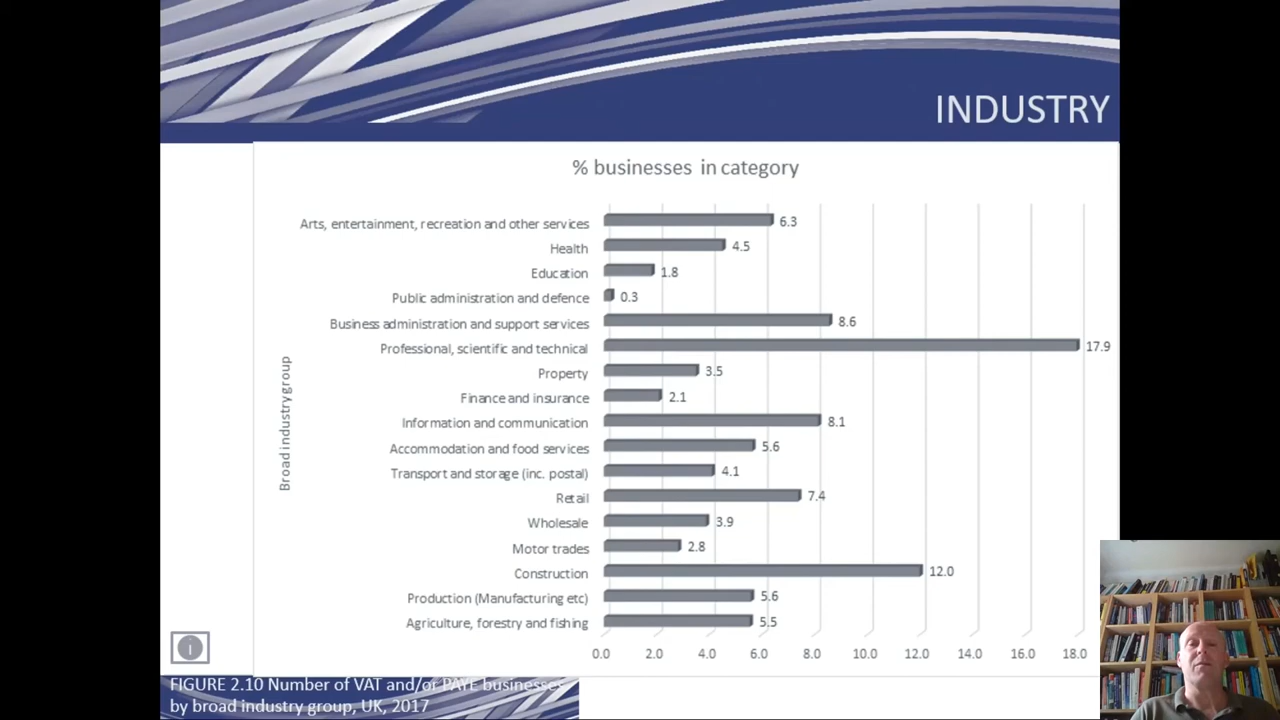 INDUSTRY
% businesses in category
Arts, entertainment, recreation and other services 6.3
Health 4.5
Education 1.8
Public administration and defence 0.3
Business administration and support services 8.6
Professional, scientific and technical 17.9
Property 3.5
Finance and insurance 2.1
Information and communication 8.1
Accommodation and food services 5.6
Transport and storage (inc. postal) 4.1
Retail 7.4
Wholesale 3.9
Motor trades 2.8
Construction 12.0
Production (Manufacturing etc) 5.6
Agriculture, forestry and fishing 5.5
Broad industry group
0.0 2.0 4.0 6.0 8.0 10.0 12.0 14.0 16.0 18.0
FIGURE 2.10 Number of VAT and/or PAYE businesses
by broad industry group, UK, 2017